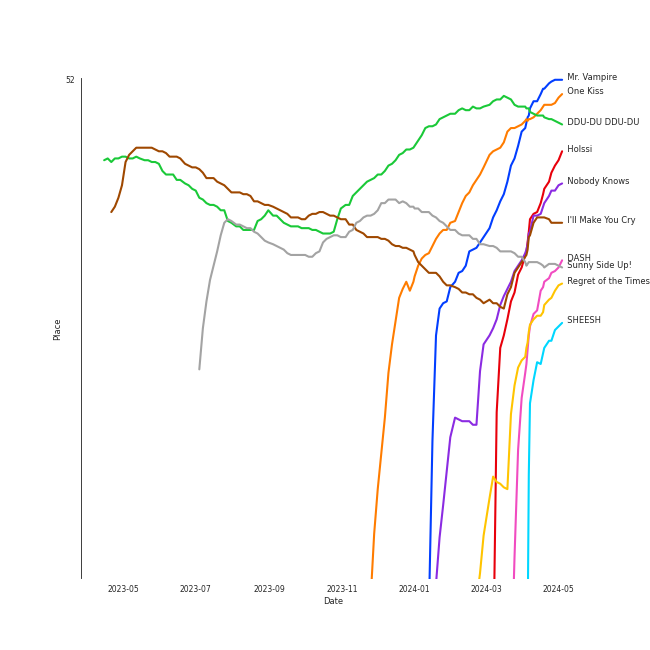 52
Mr. Vampire
One Kiss
DDU-DU DDU-DU
Holssi
Nobody Knows
I'll Make You Cry
DASH
Sunny Side Up!
Regret of the Times
SHEESH
Place
2023-05
2023-07
2023-09
2023-11
2024-01
2024-03
2024-05
Date